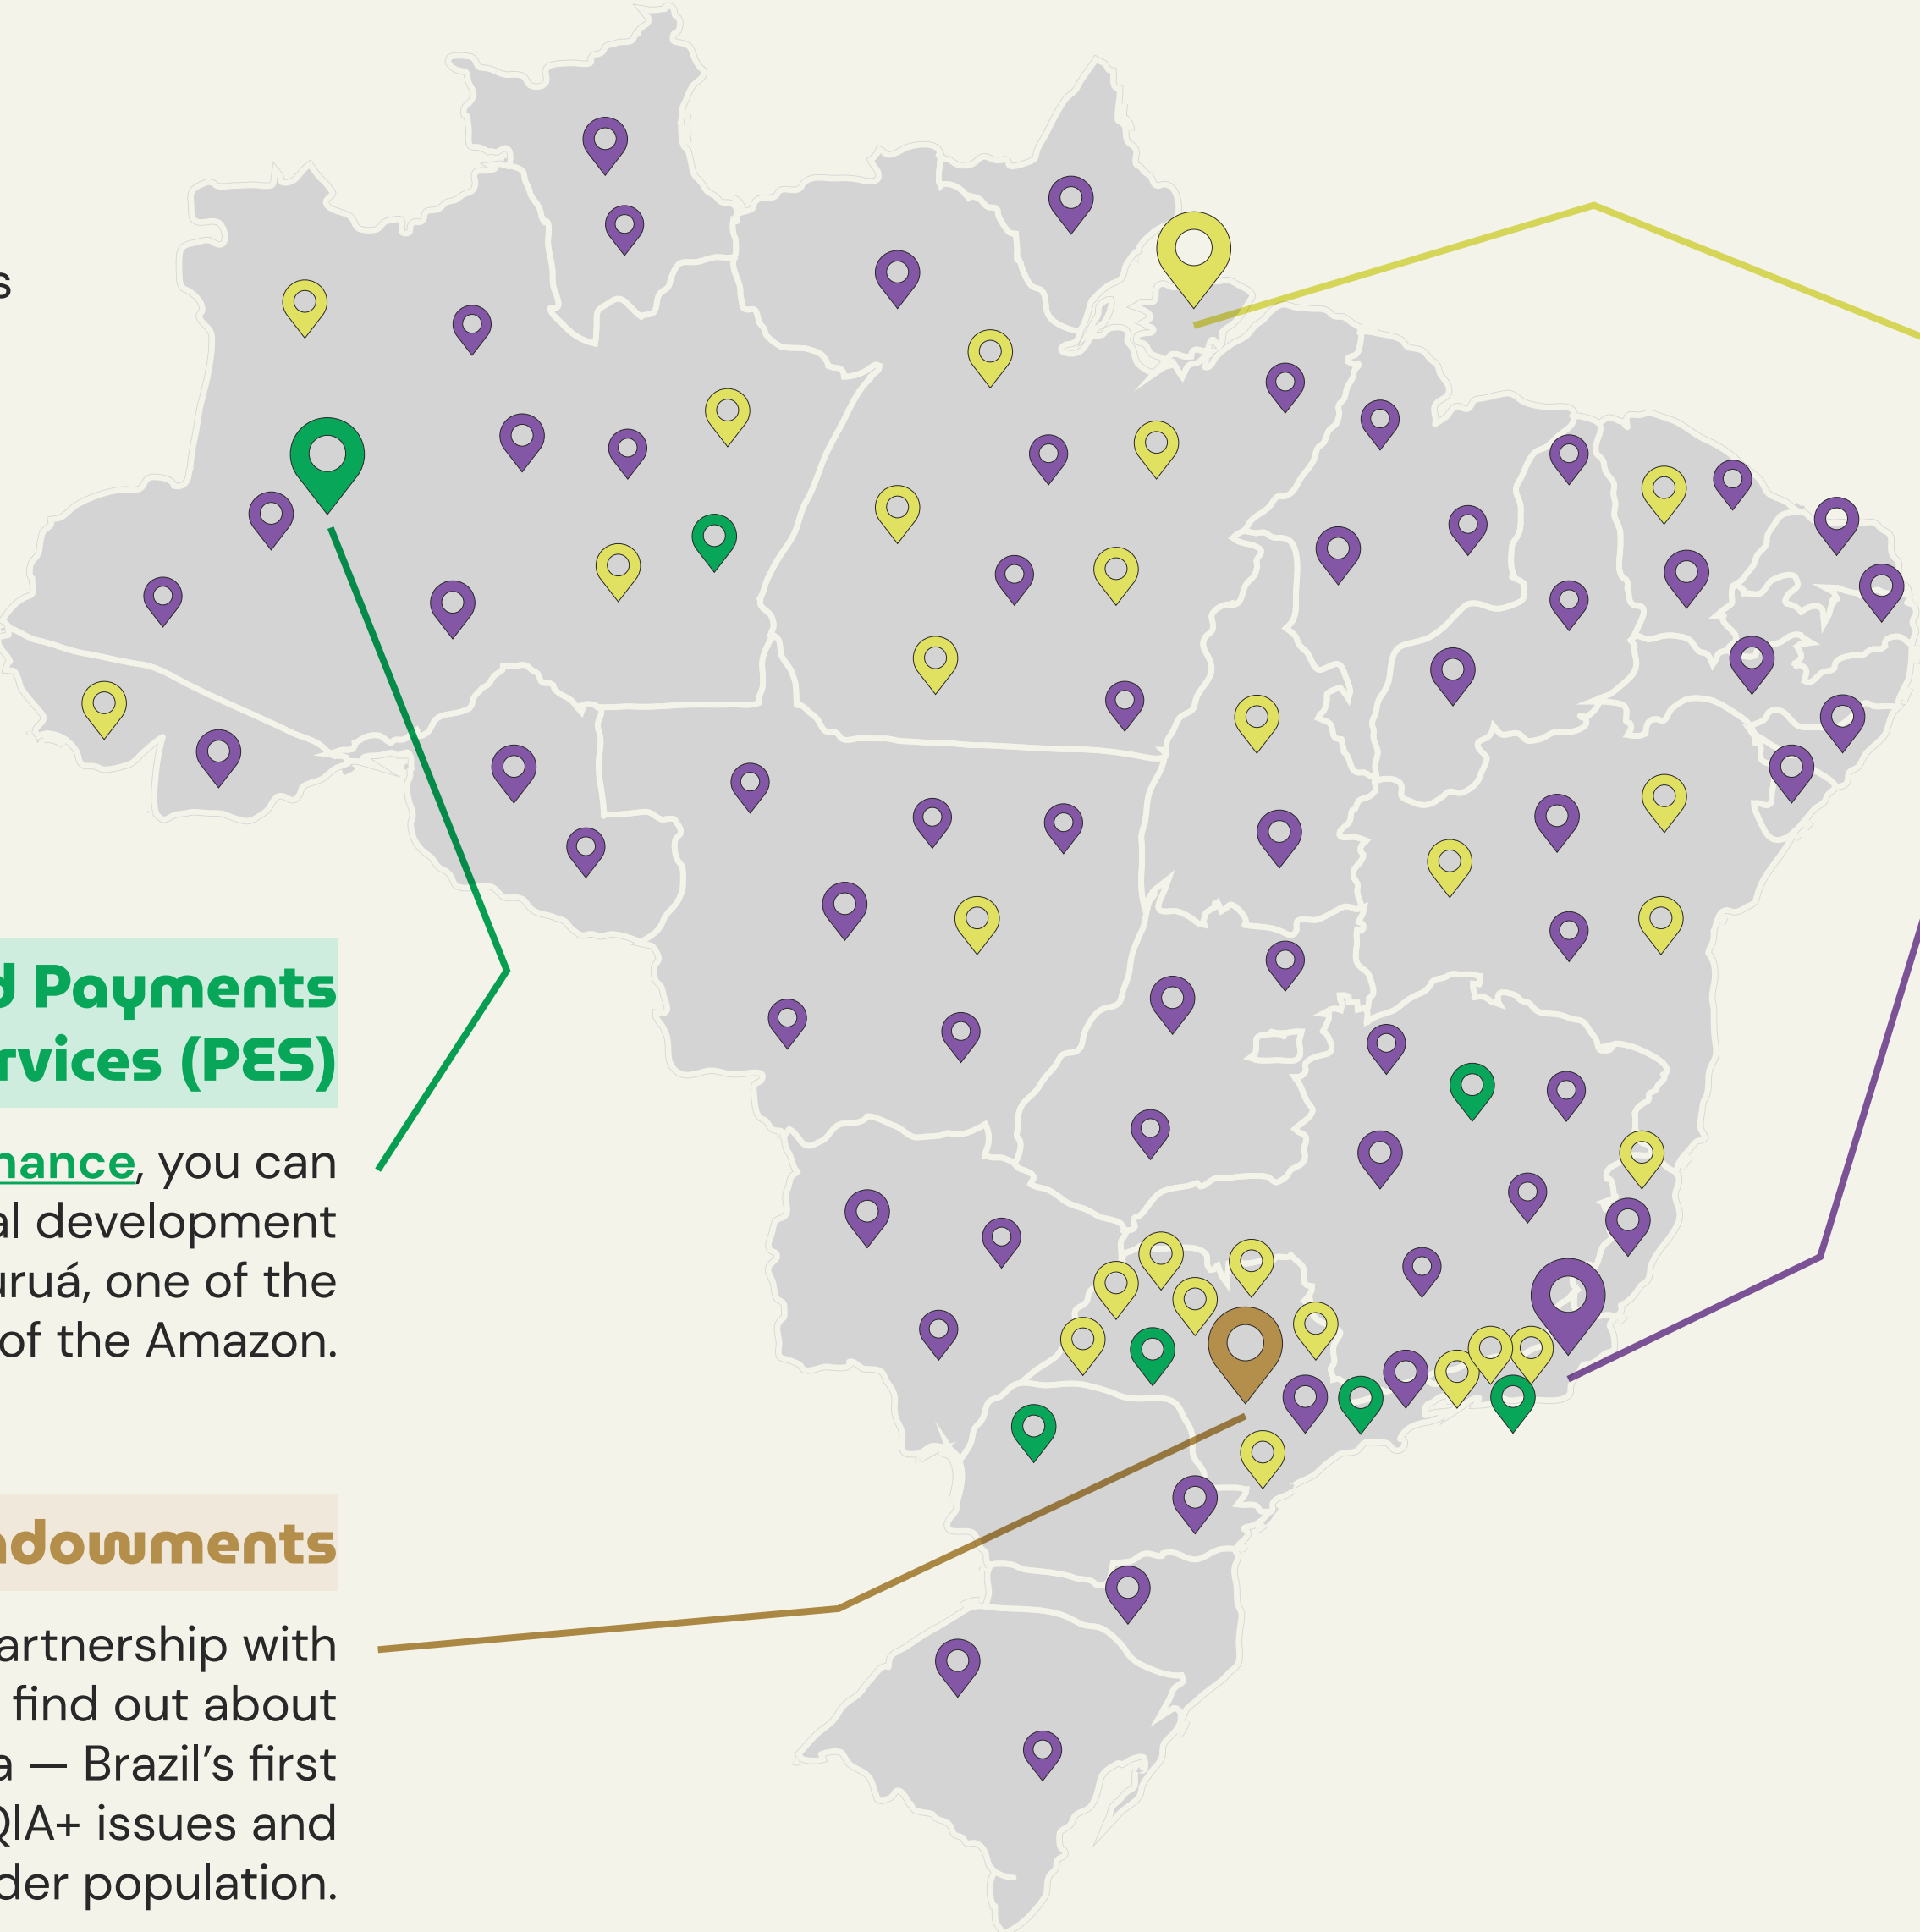 s
d Payments
rvices (PES)
nance, you can
al development
uruá, one of the
of the Amazon.
ndowments
artnership with
find out about
a — Brazil’s first
QIA+ issues and
der population.